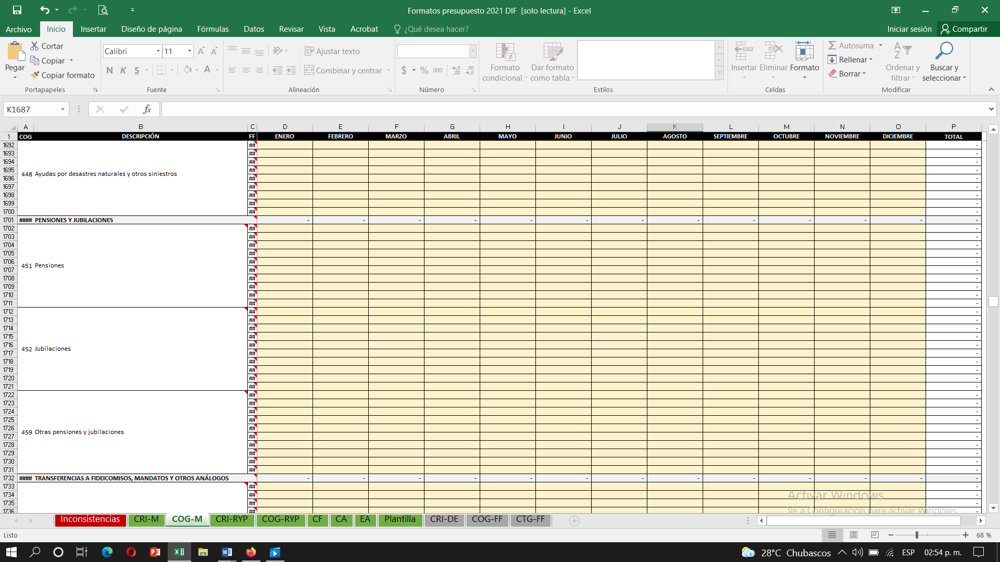 Formatos presupuesto 2021 DIF [solo lectura] - Excel
Archivo Inicio Insertar Diseño de página Fórmulas Datos Revisar Vista Acrobat ¿Qué desea hacer? Iniciar sesión Compartir
Pegar Cortar Copiar Copiar formato
Portapapeles
Calibri 11
N K S A A A
Fuente
Ajustar texto
Combinar y centrar
Alineación
$ % 000
Número
Formato condicional Dar formato como tabla
Estilos
Insertar Eliminar Formato
Celdas
Autosuma
Rellenar
Borrar
Ordenar y filtrar Buscar y seleccionar
Modificar
K1687 fx
A B C D E F G H I J K L M N O P
1 COG DESCRIPCIÓN FF ENERO FEBRERO MARZO ABRIL MAYO JUNIO JULIO AGOSTO SEPTIEMBRE OCTUBRE NOVIEMBRE DICIEMBRE TOTAL
1692 ## -
1693 ## -
1694 ## -
1695 ## -
448 Ayudas por desastres naturales y otros siniestros
1696 ## -
1697 ## -
1698 ## -
1699 ## -
1700 ## -
1701 #### PENSIONES Y JUBILACIONES - - - - - - - - - - - - -
1702 ## -
1703 ## -
1704 ## -
1705 ## -
1706 ## -
451 Pensiones
1707 ## -
1708 ## -
1709 ## -
1710 ## -
1711 ## -
1712 ## -
1713 ## -
1714 ## -
1715 ## -
1716 ## -
452 Jubilaciones
1717 ## -
1718 ## -
1719 ## -
1720 ## -
1721 ## -
1722 ## -
1723 ## -
1724 ## -
1725 ## -
1726 ## -
459 Otras pensiones y jubilaciones
1727 ## -
1728 ## -
1729 ## -
1730 ## -
1731 ## -
1732 #### TRANSFERENCIAS A FIDEICOMISOS, MANDATOS Y OTROS ANÁLOGOS - - - - - - - - - - - - -
1733 ## -
1734 ## -
1735 ## -
1736 ## -
Activar Windows
Ve a Configuración para activar Windows.
Inconsistencias CRI-M COG-M CRI-RYP COG-RYP CF CA EA Plantilla CRI-DE COG-FF CTG-FF
Listo 68 %
28°C Chubascos ESP 02:54 p. m.